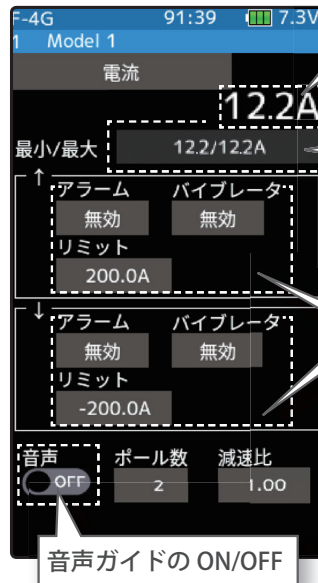 F-4G 91:39 7.3V
1 Model 1
電流
12.2A
最小/最大 12.2/12.2A
↑
アラーム バイブレータ
無効 無効
リミット
200.0A
↓
アラーム バイブレータ
無効 無効
リミット
-200.0A
音声 ポール数 減速比
OFF 2 1.00
音声ガイドの ON/OFF